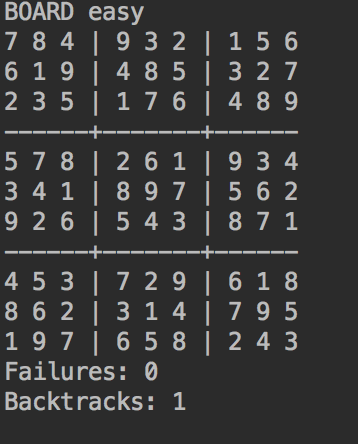 BOARD easy
7 8 4 | 9 3 2 | 1 5 6
6 1 9 | 4 8 5 | 3 2 7
2 3 5 | 1 7 6 | 4 8 9
------+-------+------
5 7 8 | 2 6 1 | 9 3 4
3 4 1 | 8 9 7 | 5 6 2
9 2 6 | 5 4 3 | 8 7 1
------+-------+------
4 5 3 | 7 2 9 | 6 1 8
8 6 2 | 3 1 4 | 7 9 5
1 9 7 | 6 5 8 | 2 4 3
Failures: 0
Backtracks: 1